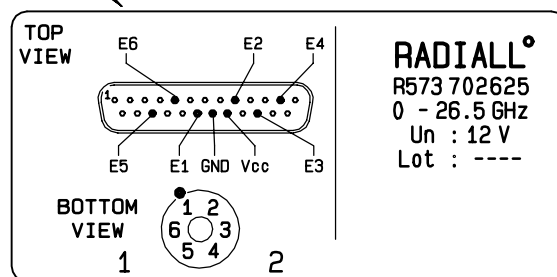 TOP
VIEW
E6 E2 E4
1
E5 E1 GND Vcc E3
BOTTOM
VIEW
1 2
6 3
5 4
1 2
RADIALL°
R573 702625
0 - 26.5 GHz
Un : 12 V
Lot : ----